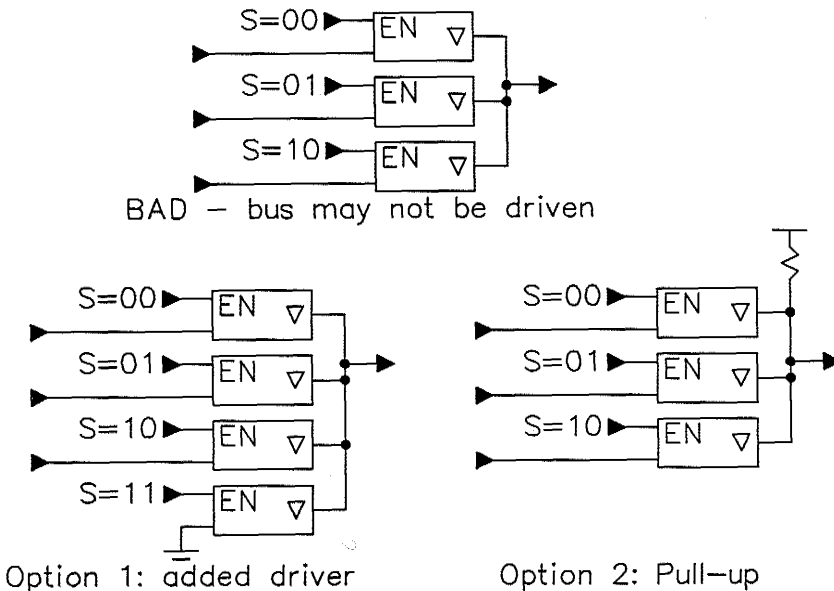 S=00
EN
S=01
EN
S=10
EN
BAD - bus may not be driven
S=00
EN
S=01
EN
S=10
EN
S=11
EN
Option 1: added driver
S=00
EN
S=01
EN
S=10
EN
Option 2: Pull-up